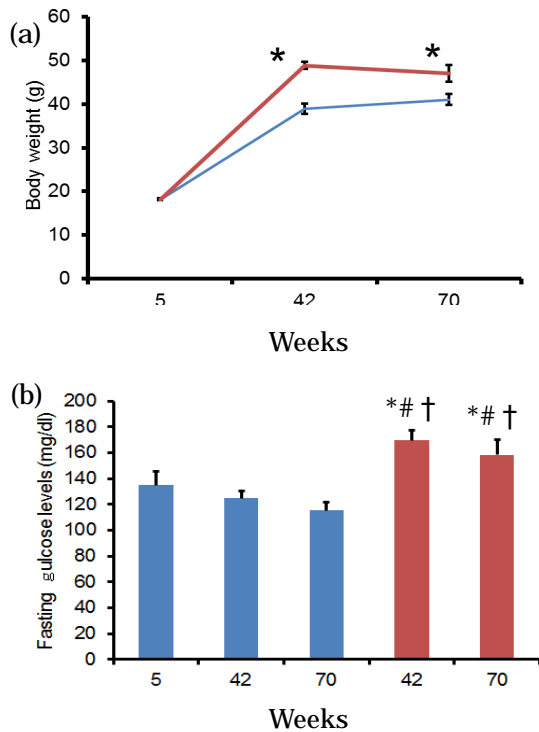 (a)
Body weight (g)
60
50
40
30
20
10
0
* *
5 42 70
Weeks
(b)
Fasting gulcose levels (mg/dl)
200
180
160
140
120
100
80
60
40
20
0
*# † *# †
5 42 70 42 70
Weeks